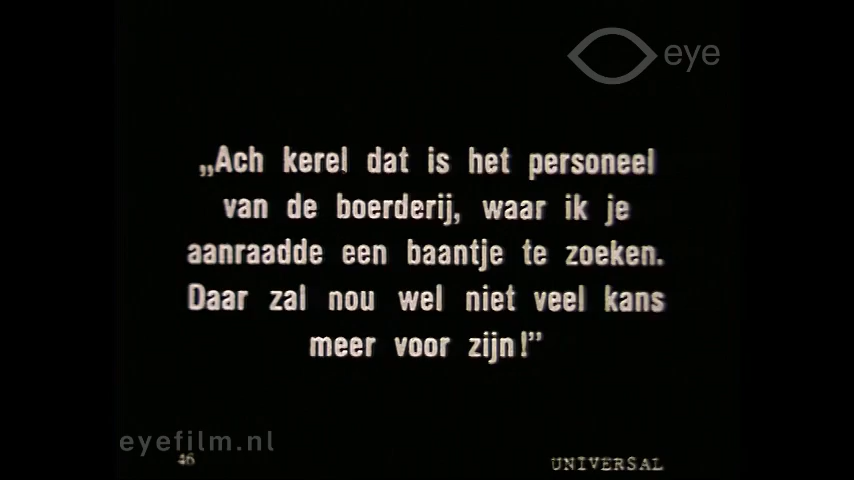 eye
„Ach kerel dat is het personeel
van de boerderij, waar ik je
aanraadde een baantje te zoeken.
Daar zal nou wel niet veel kans
meer voor zijn!”
eyefilm.nl
46
UNIVERSAL